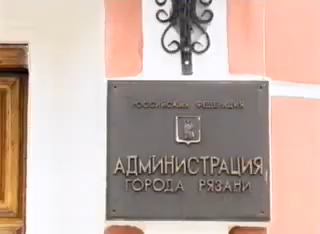 РОССИЙСКАЯ ФЕДЕРАЦИЯ
АДМИНИСТРАЦИЯ
ГОРОДА РЯЗАНИ